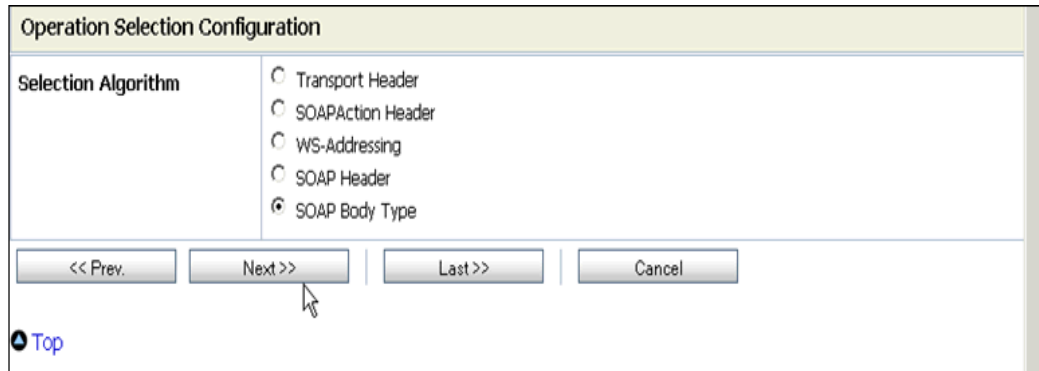 Operation Selection Configuration
Selection Algorithm
Transport Header
SOAPAction Header
WS-Addressing
SOAP Header
SOAP Body Type
<< Prev. Next >> Last >> Cancel
Top